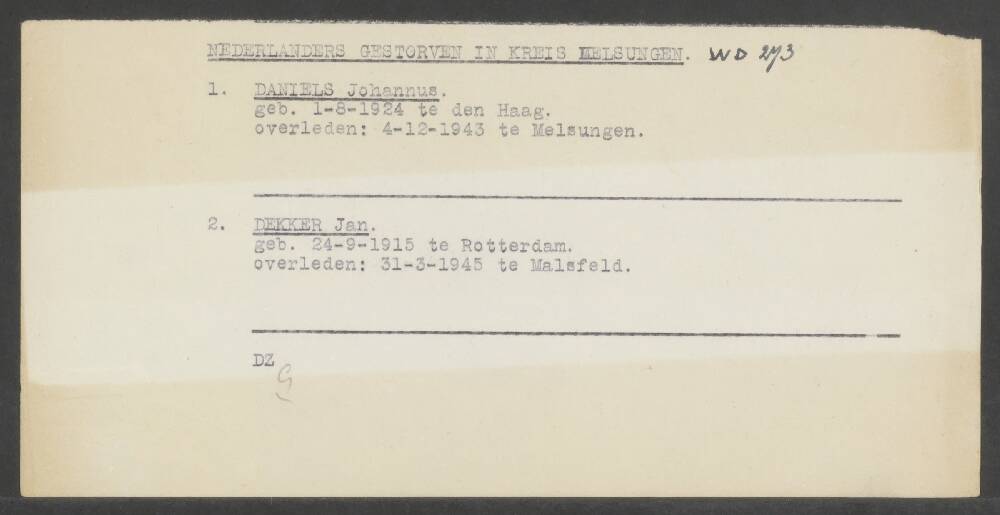 NEDERLANDERS GESTORVEN IN KREIS MELSUNGEN. WD 273
1. DANIELS Johannus.
geb. 1-8-1924 te den Haag.
overleden: 4-12-1943 te Melsungen.
2. DEKKER Jan.
geb. 24-9-1915 te Rotterdam.
overleden: 31-3-1945 te Malsfeld.
DZ
G